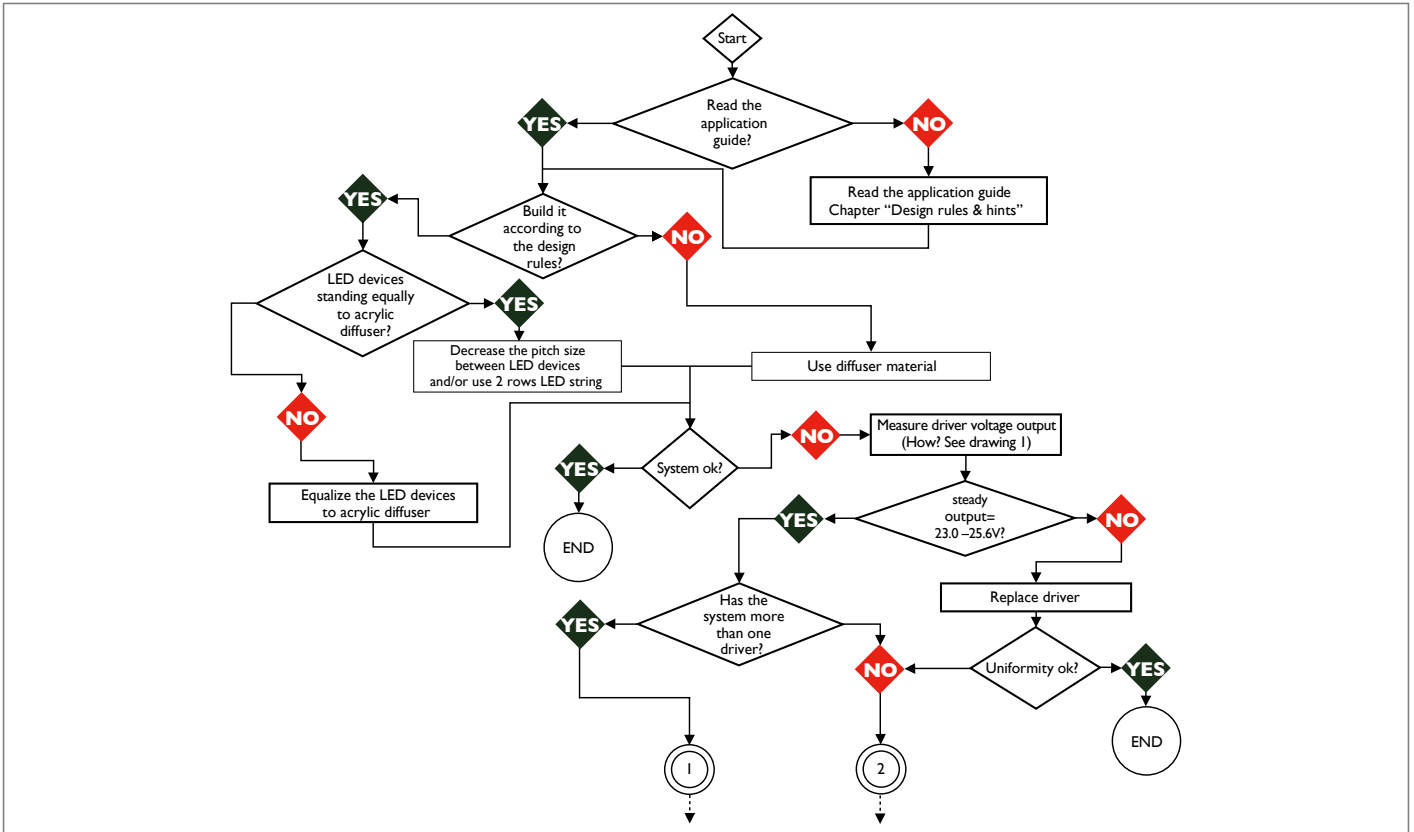 Start
Read the
application
guide?
YES
NO
Read the application guide
Chapter “Design rules & hints”
YES
Build it
according to
the design
rules?
NO
LED devices
standing equally
to acrylic
diffuser?
YES
Decrease the pitch size
between LED devices
and/or use 2 rows LED string
Use diffuser material
NO
Equalize the LED devices
to acrylic diffuser
System ok?
YES
END
NO
Measure driver voltage output
(How? See drawing 1)
steady
output=
23.0 –25.6V?
YES
NO
Replace driver
Has the
system more
than one
driver?
YES
NO
Uniformity ok?
YES
END
1
2